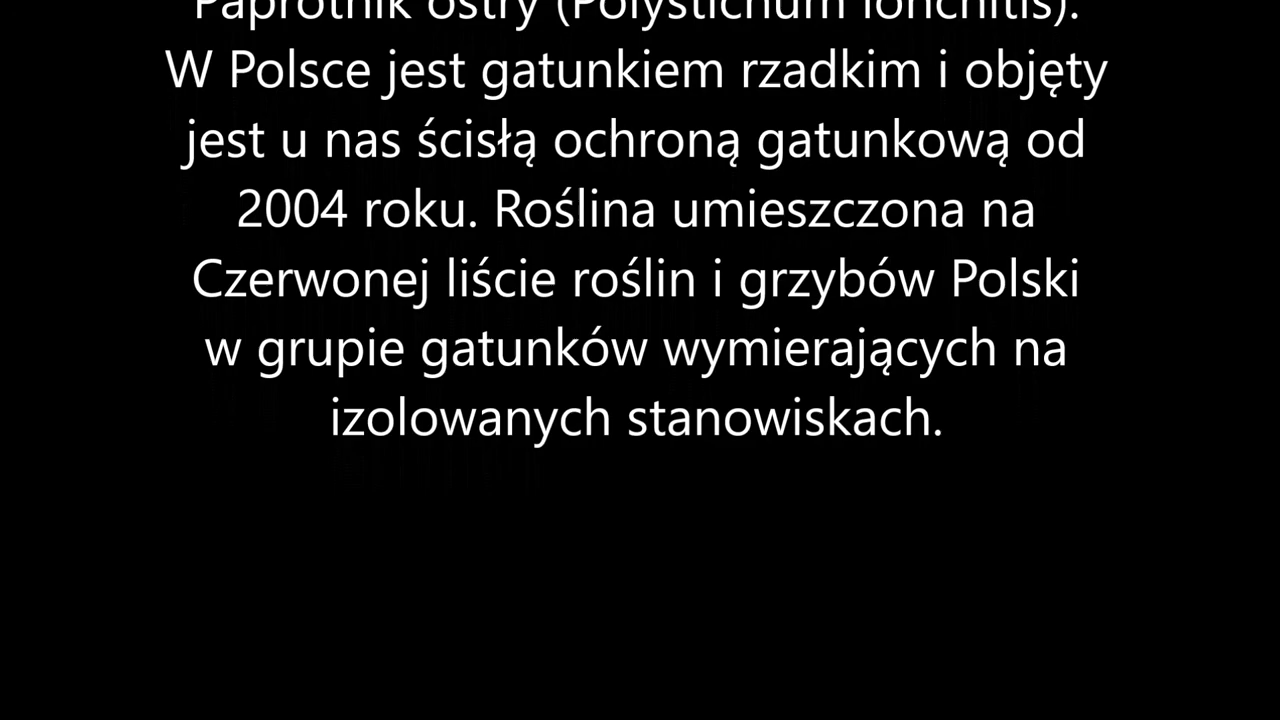 Paprotnik ostry (Polystichum lonchitis).
W Polsce jest gatunkiem rzadkim i objęty
jest u nas ścisłą ochroną gatunkową od
2004 roku. Roślina umieszczona na
Czerwonej liście roślin i grzybów Polski
w grupie gatunków wymierających na
izolowanych stanowiskach.